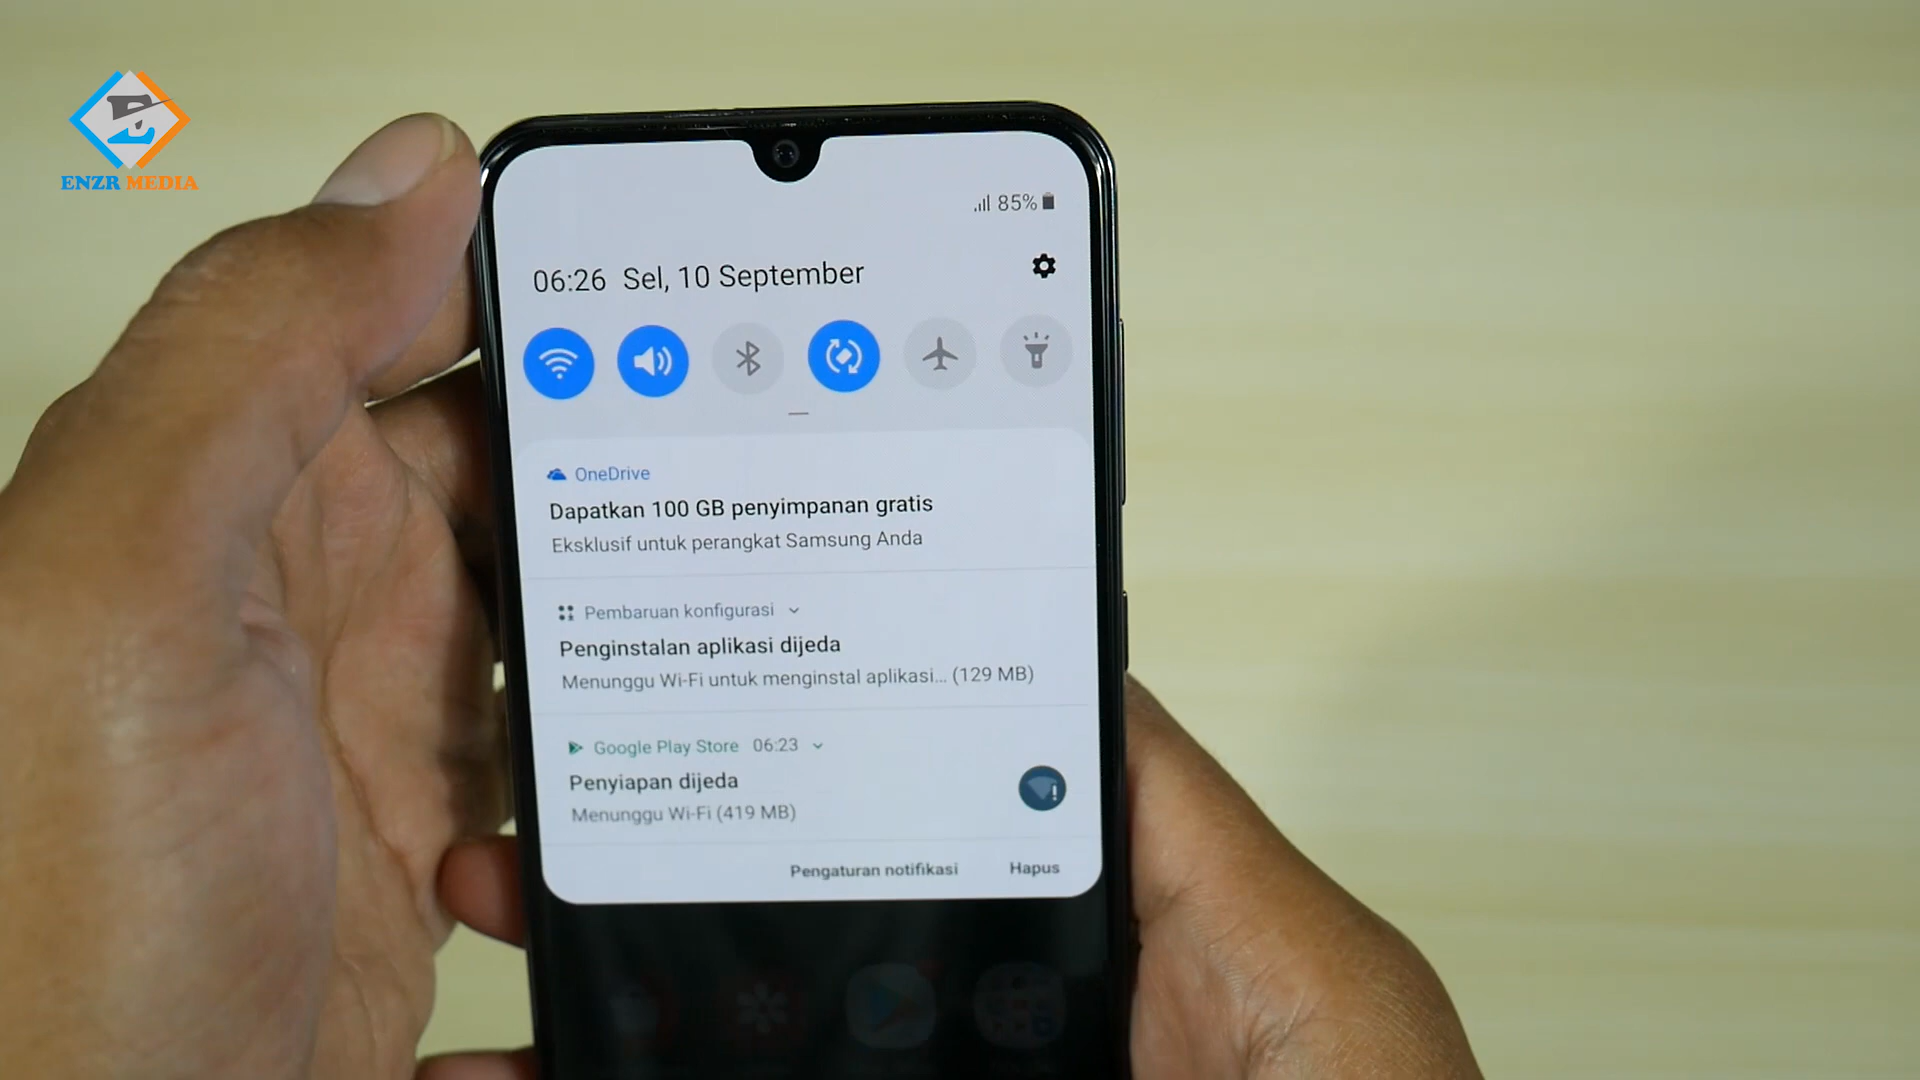 ENZR MEDIA
85%
06:26 Sel, 10 September
OneDrive
Dapatkan 100 GB penyimpanan gratis
Eksklusif untuk perangkat Samsung Anda
Pembaruan konfigurasi
Penginstalan aplikasi dijeda
Menunggu Wi-Fi untuk menginstal aplikasi... (129 MB)
Google Play Store 06:23
Penyiapan dijeda
Menunggu Wi-Fi (419 MB)
Pengaturan notifikasi Hapus